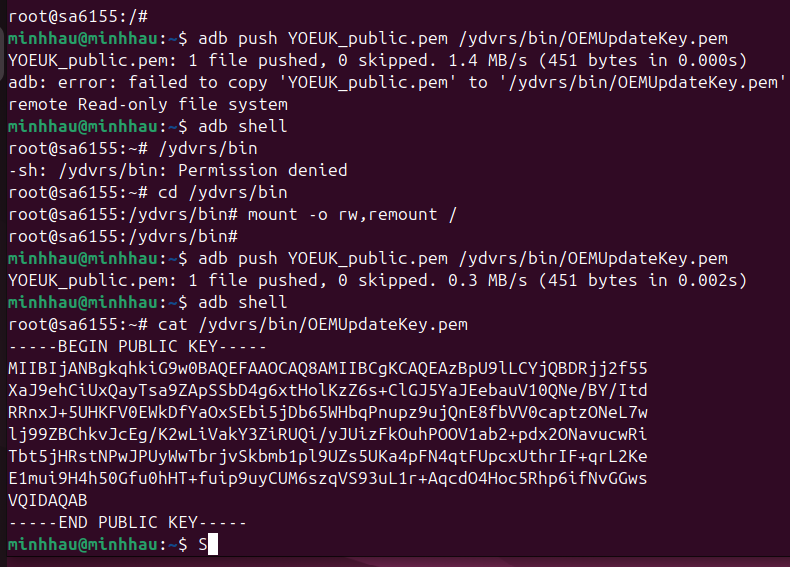 root@sa6155:/#
minhhau@minhhau:~$ adb push YOEUK_public.pem /ydvrs/bin/OEMUpdateKey.pem
YOEUK_public.pem: 1 file pushed, 0 skipped. 1.4 MB/s (451 bytes in 0.000s)
adb: error: failed to copy 'YOEUK_public.pem' to '/ydvrs/bin/OEMUpdateKey.pem'
remote Read-only file system
minhhau@minhhau:~$ adb shell
root@sa6155:~# /ydvrs/bin
-sh: /ydvrs/bin: Permission denied
root@sa6155:~# cd /ydvrs/bin
root@sa6155:/ydvrs/bin# mount -o rw,remount /
root@sa6155:/ydvrs/bin#
minhhau@minhhau:~$ adb push YOEUK_public.pem /ydvrs/bin/OEMUpdateKey.pem
YOEUK_public.pem: 1 file pushed, 0 skipped. 0.3 MB/s (451 bytes in 0.002s)
minhhau@minhhau:~$ adb shell
root@sa6155:~# cat /ydvrs/bin/OEMUpdateKey.pem
-----BEGIN PUBLIC KEY-----
MIIBIjANBgkqhkiG9w0BAQEFAAOCAQ8AMIIBCgKCAQEAzBpU9lLCYjQBDRjj2f55
XaJ9ehCiUxQayTsa9ZApSSbD4g6xtHolKzZ6s+ClGJ5YaJEebauV10QNe/BY/Itd
RRnxJ+5UHKFV0EWkDfYaOxSEbi5jDb65WHbqPnupz9ujQnE8fbVV0captzONeL7w
lj99ZBChkvJcEg/K2wLiVakY3ZiRUQi/yJUizFkOuhPOOV1ab2+pdx2ONavucwRi
Tbt5jHRstNPwJPUyWwTbrjvSkbmb1pl9UZs5UKa4pFN4qtFUpcxUthrIF+qrL2Ke
E1mui9H4h50Gfu0hHT+fuip9uyCUM6szqVS93uL1r+AqcdO4Hoc5Rhp6ifNvGGws
VQIDAQAB
-----END PUBLIC KEY-----
minhhau@minhhau:~$ S